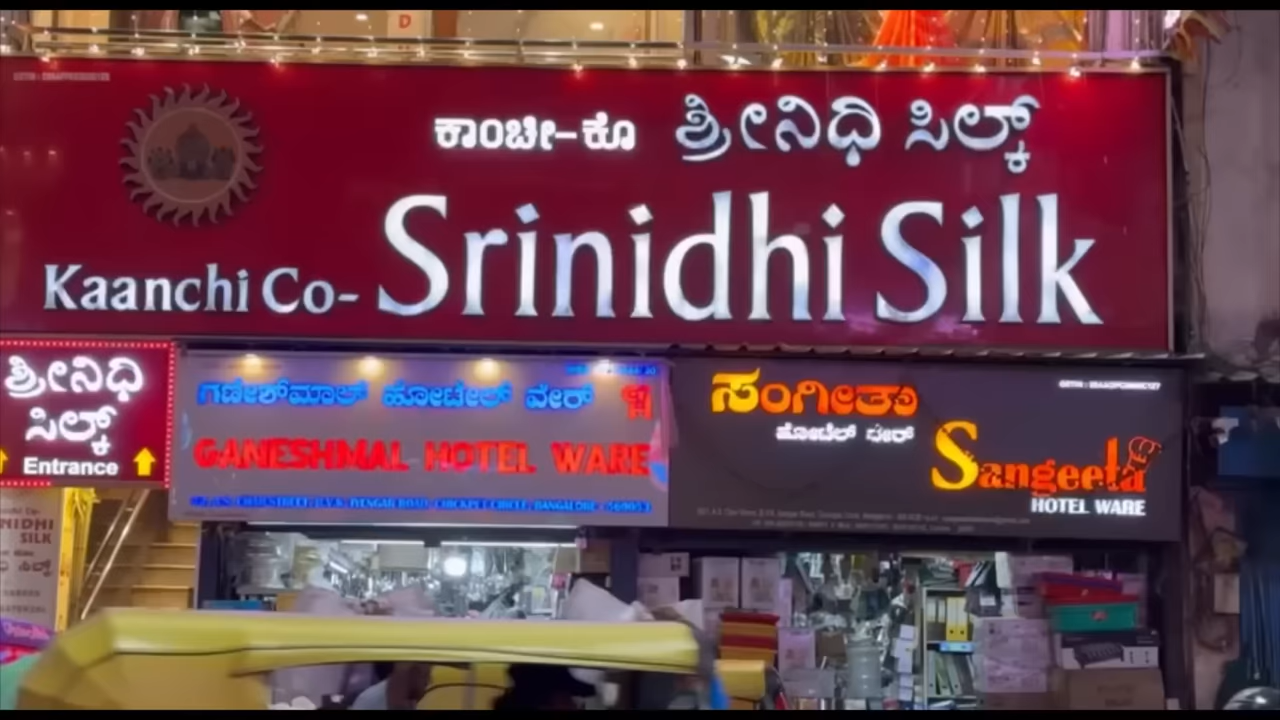 D
ಕಾಂಚೀ-ಕೊ ಶ್ರೀನಿಧಿ ಸಿಲ್ಕ್
Kaanchi Co- Srinidhi Silk
ಶ್ರೀನಿಧಿ
ಸಿಲ್ಕ್
Entrance
ಗಣೇಶ್‌ಮಾಲ್ ಹೋಟೇಲ್ ವೇರ್
GANESHMAL HOTEL WARE
ಸಂಗೀತಾ
ಹೋಟೆಲ್ ವೇರ್
Sangeeta
HOTEL WARE
NIDHI
SILK